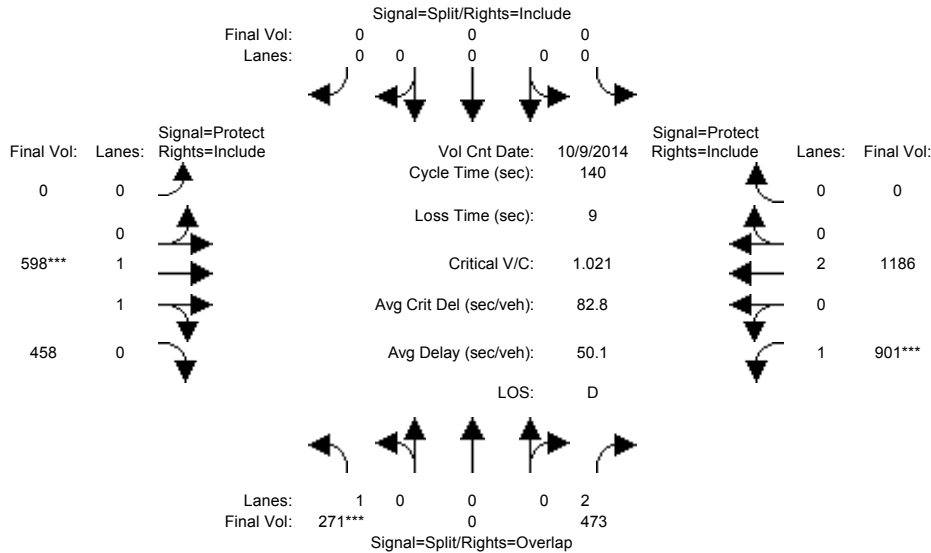 Signal=Split/Rights=Include
Final Vol: 0 0 0
Lanes: 0 0 0 0 0
Signal=Protect Signal=Protect
Final Vol: Lanes: Rights=Include Vol Cnt Date: 10/9/2014 Rights=Include Lanes: Final Vol:
Cycle Time (sec): 140
0 0 0 0
Loss Time (sec): 9
0 0
598*** 1 Critical V/C: 1.021 2 1186
1 Avg Crit Del (sec/veh): 82.8 0
458 0 Avg Delay (sec/veh): 50.1 1 901***
LOS: D
Lanes: 1 0 0 0 2
Final Vol: 271*** 0 473
Signal=Split/Rights=Overlap